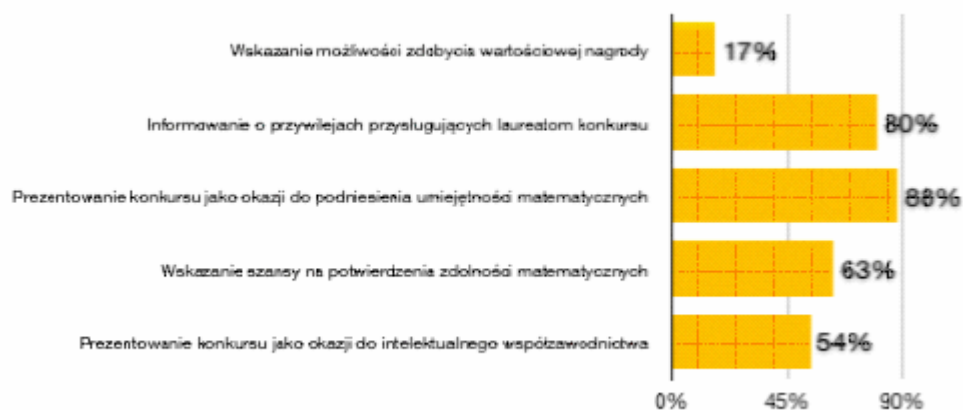 Wskazanie możliwości zdobycia wartościowej nagrody 17%
Informowanie o przywilejach przysługujących laureatom konkursu 80%
Prezentowanie konkursu jako okazji do podniesienia umiejętności matematycznych 88%
Wskazanie szansy na potwierdzenia zdolności matematycznych 63%
Prezentowanie konkursu jako okazji do intelektualnego współzawodnictwa 54%
0% 45% 90%